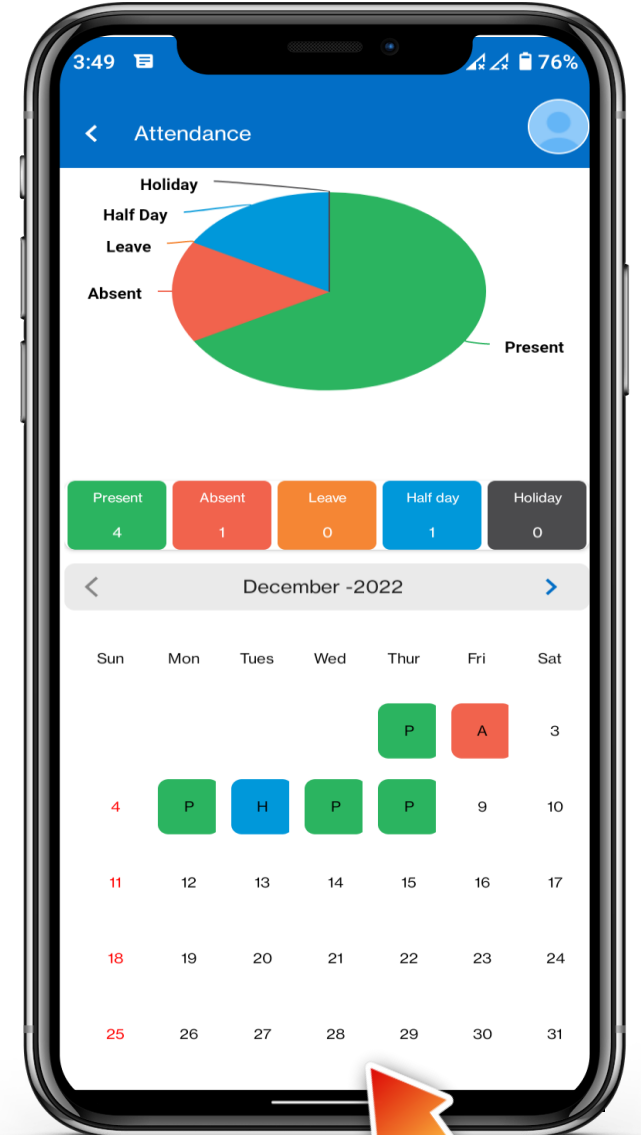 3:49 76%
Attendance
Holiday
Half Day
Leave
Absent
Present
Present Absent Leave Half day Holiday
4 1 0 1 0
December -2022
Sun Mon Tues Wed Thur Fri Sat
P A 3
4 P H P P 9 10
11 12 13 14 15 16 17
18 19 20 21 22 23 24
25 26 27 28 29 30 31